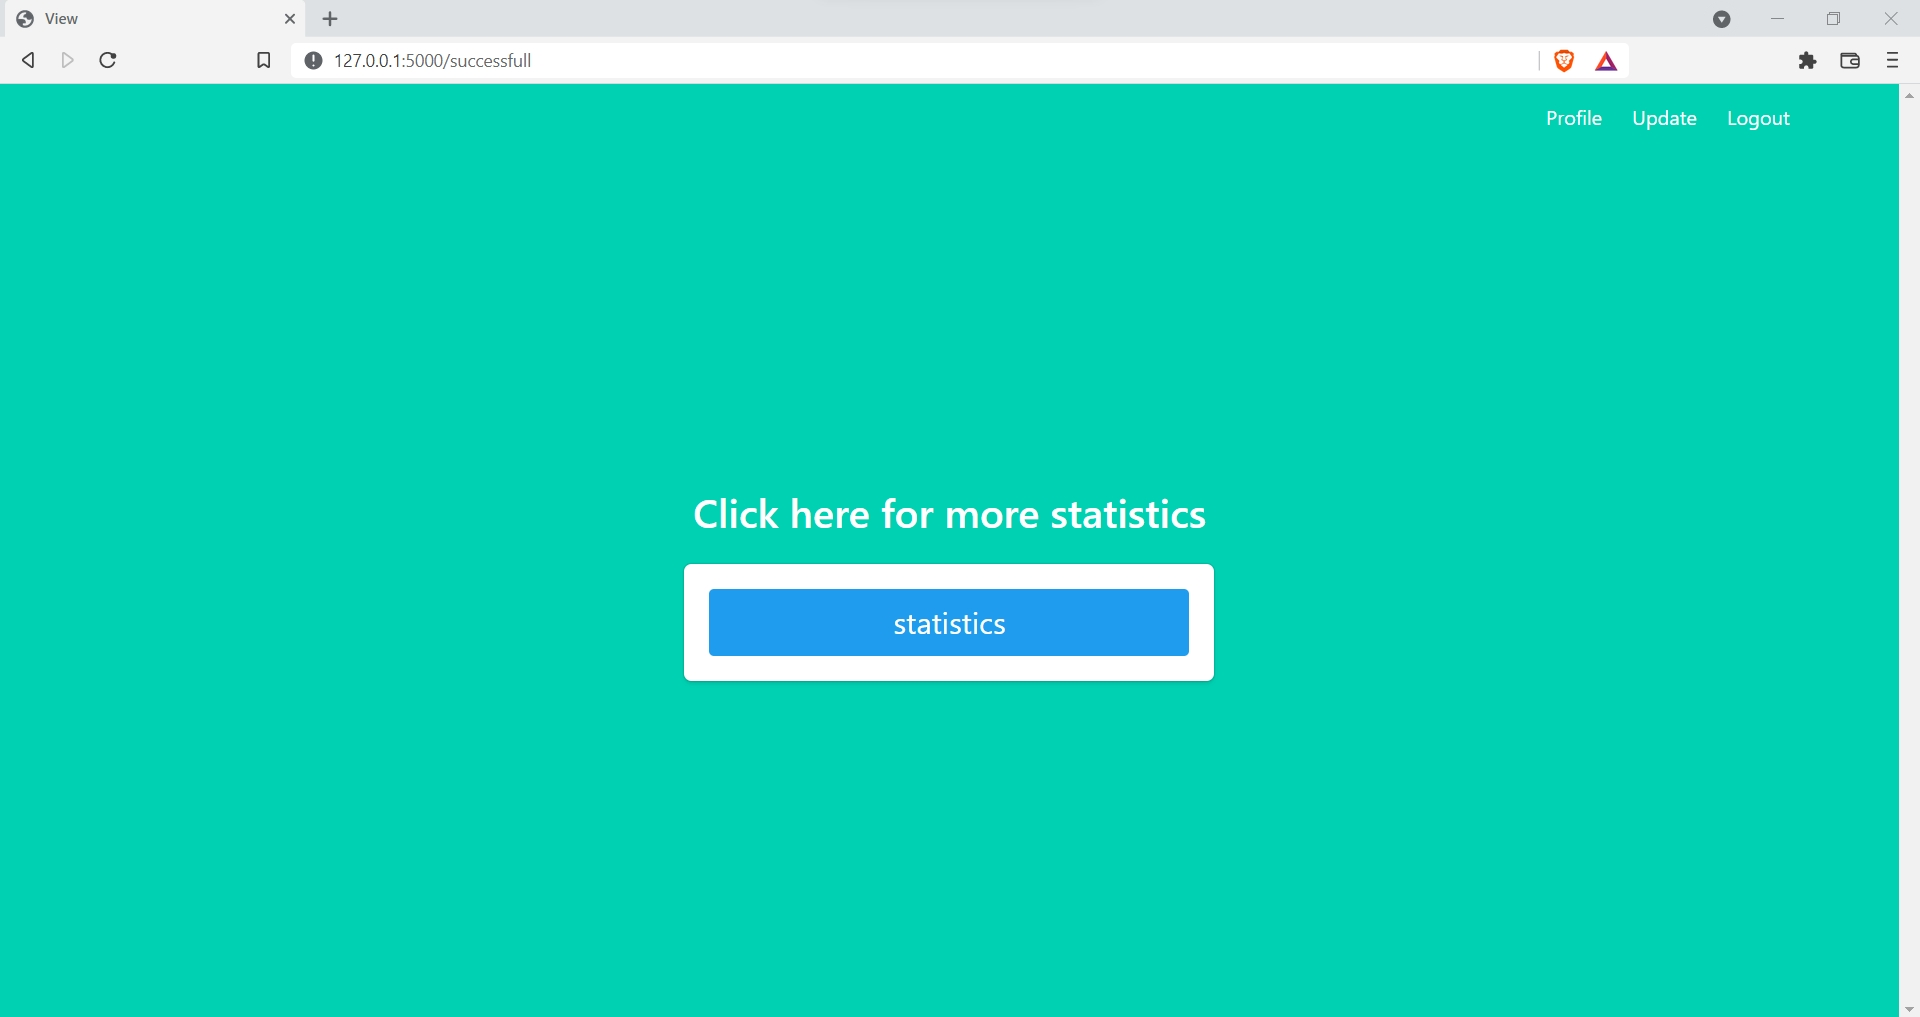 View
127.0.0.1:5000/successfull
Profile Update Logout
Click here for more statistics
statistics